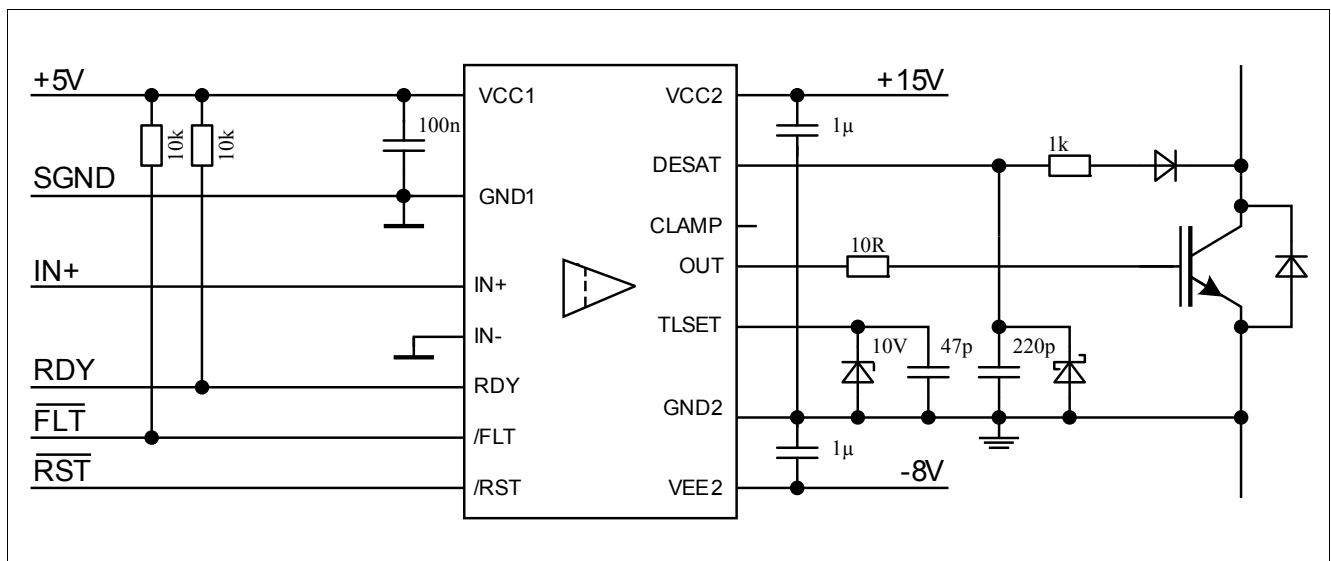 +5V
10k
10k
100n
SGND
IN+
RDY
FLT
RST
VCC1
GND1
IN+
IN-
RDY
/FLT
/RST
VCC2
DESAT
CLAMP
OUT
TLSET
GND2
VEE2
+15V
1µ
1k
10R
10V
47p
220p
1µ
-8V